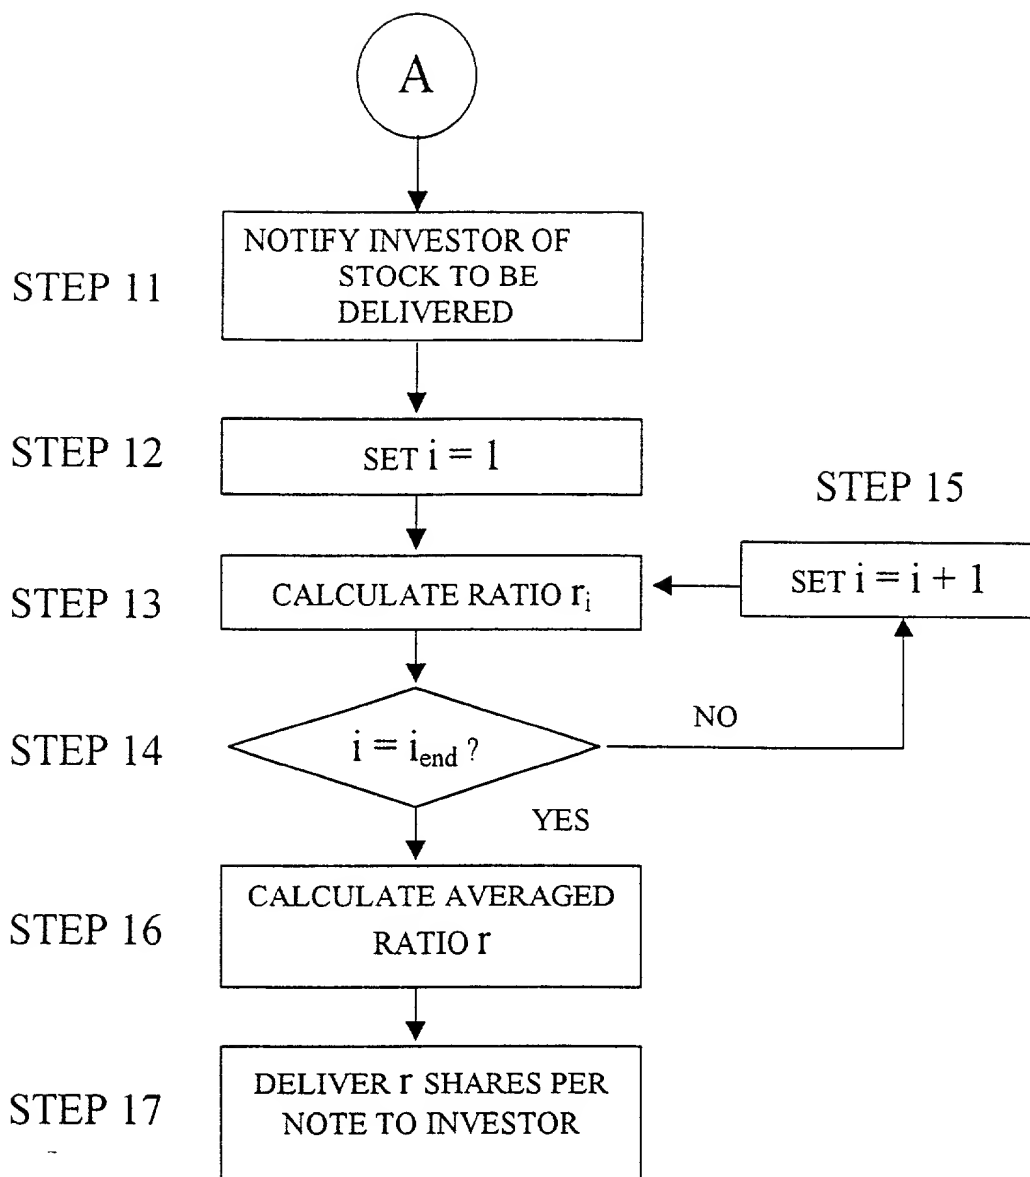 A
STEP 11
NOTIFY INVESTOR OF
STOCK TO BE
DELIVERED
STEP 12
SET i = 1
STEP 15
SET i = i + 1
STEP 13
CALCULATE RATIO rᵢ
STEP 14
i = i_end ?
NO
YES
STEP 16
CALCULATE AVERAGED
RATIO r
STEP 17
DELIVER r SHARES PER
NOTE TO INVESTOR